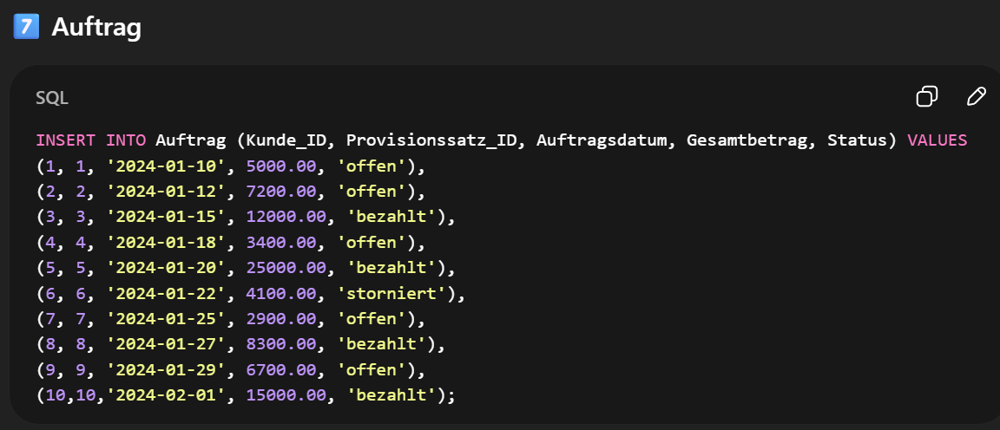 7 Auftrag
SQL
INSERT INTO Auftrag (Kunde_ID, Provisionssatz_ID, Auftragsdatum, Gesamtbetrag, Status) VALUES
(1, 1, '2024-01-10', 5000.00, 'offen'),
(2, 2, '2024-01-12', 7200.00, 'offen'),
(3, 3, '2024-01-15', 12000.00, 'bezahlt'),
(4, 4, '2024-01-18', 3400.00, 'offen'),
(5, 5, '2024-01-20', 25000.00, 'bezahlt'),
(6, 6, '2024-01-22', 4100.00, 'storniert'),
(7, 7, '2024-01-25', 2900.00, 'offen'),
(8, 8, '2024-01-27', 8300.00, 'bezahlt'),
(9, 9, '2024-01-29', 6700.00, 'offen'),
(10,10,'2024-02-01', 15000.00, 'bezahlt');